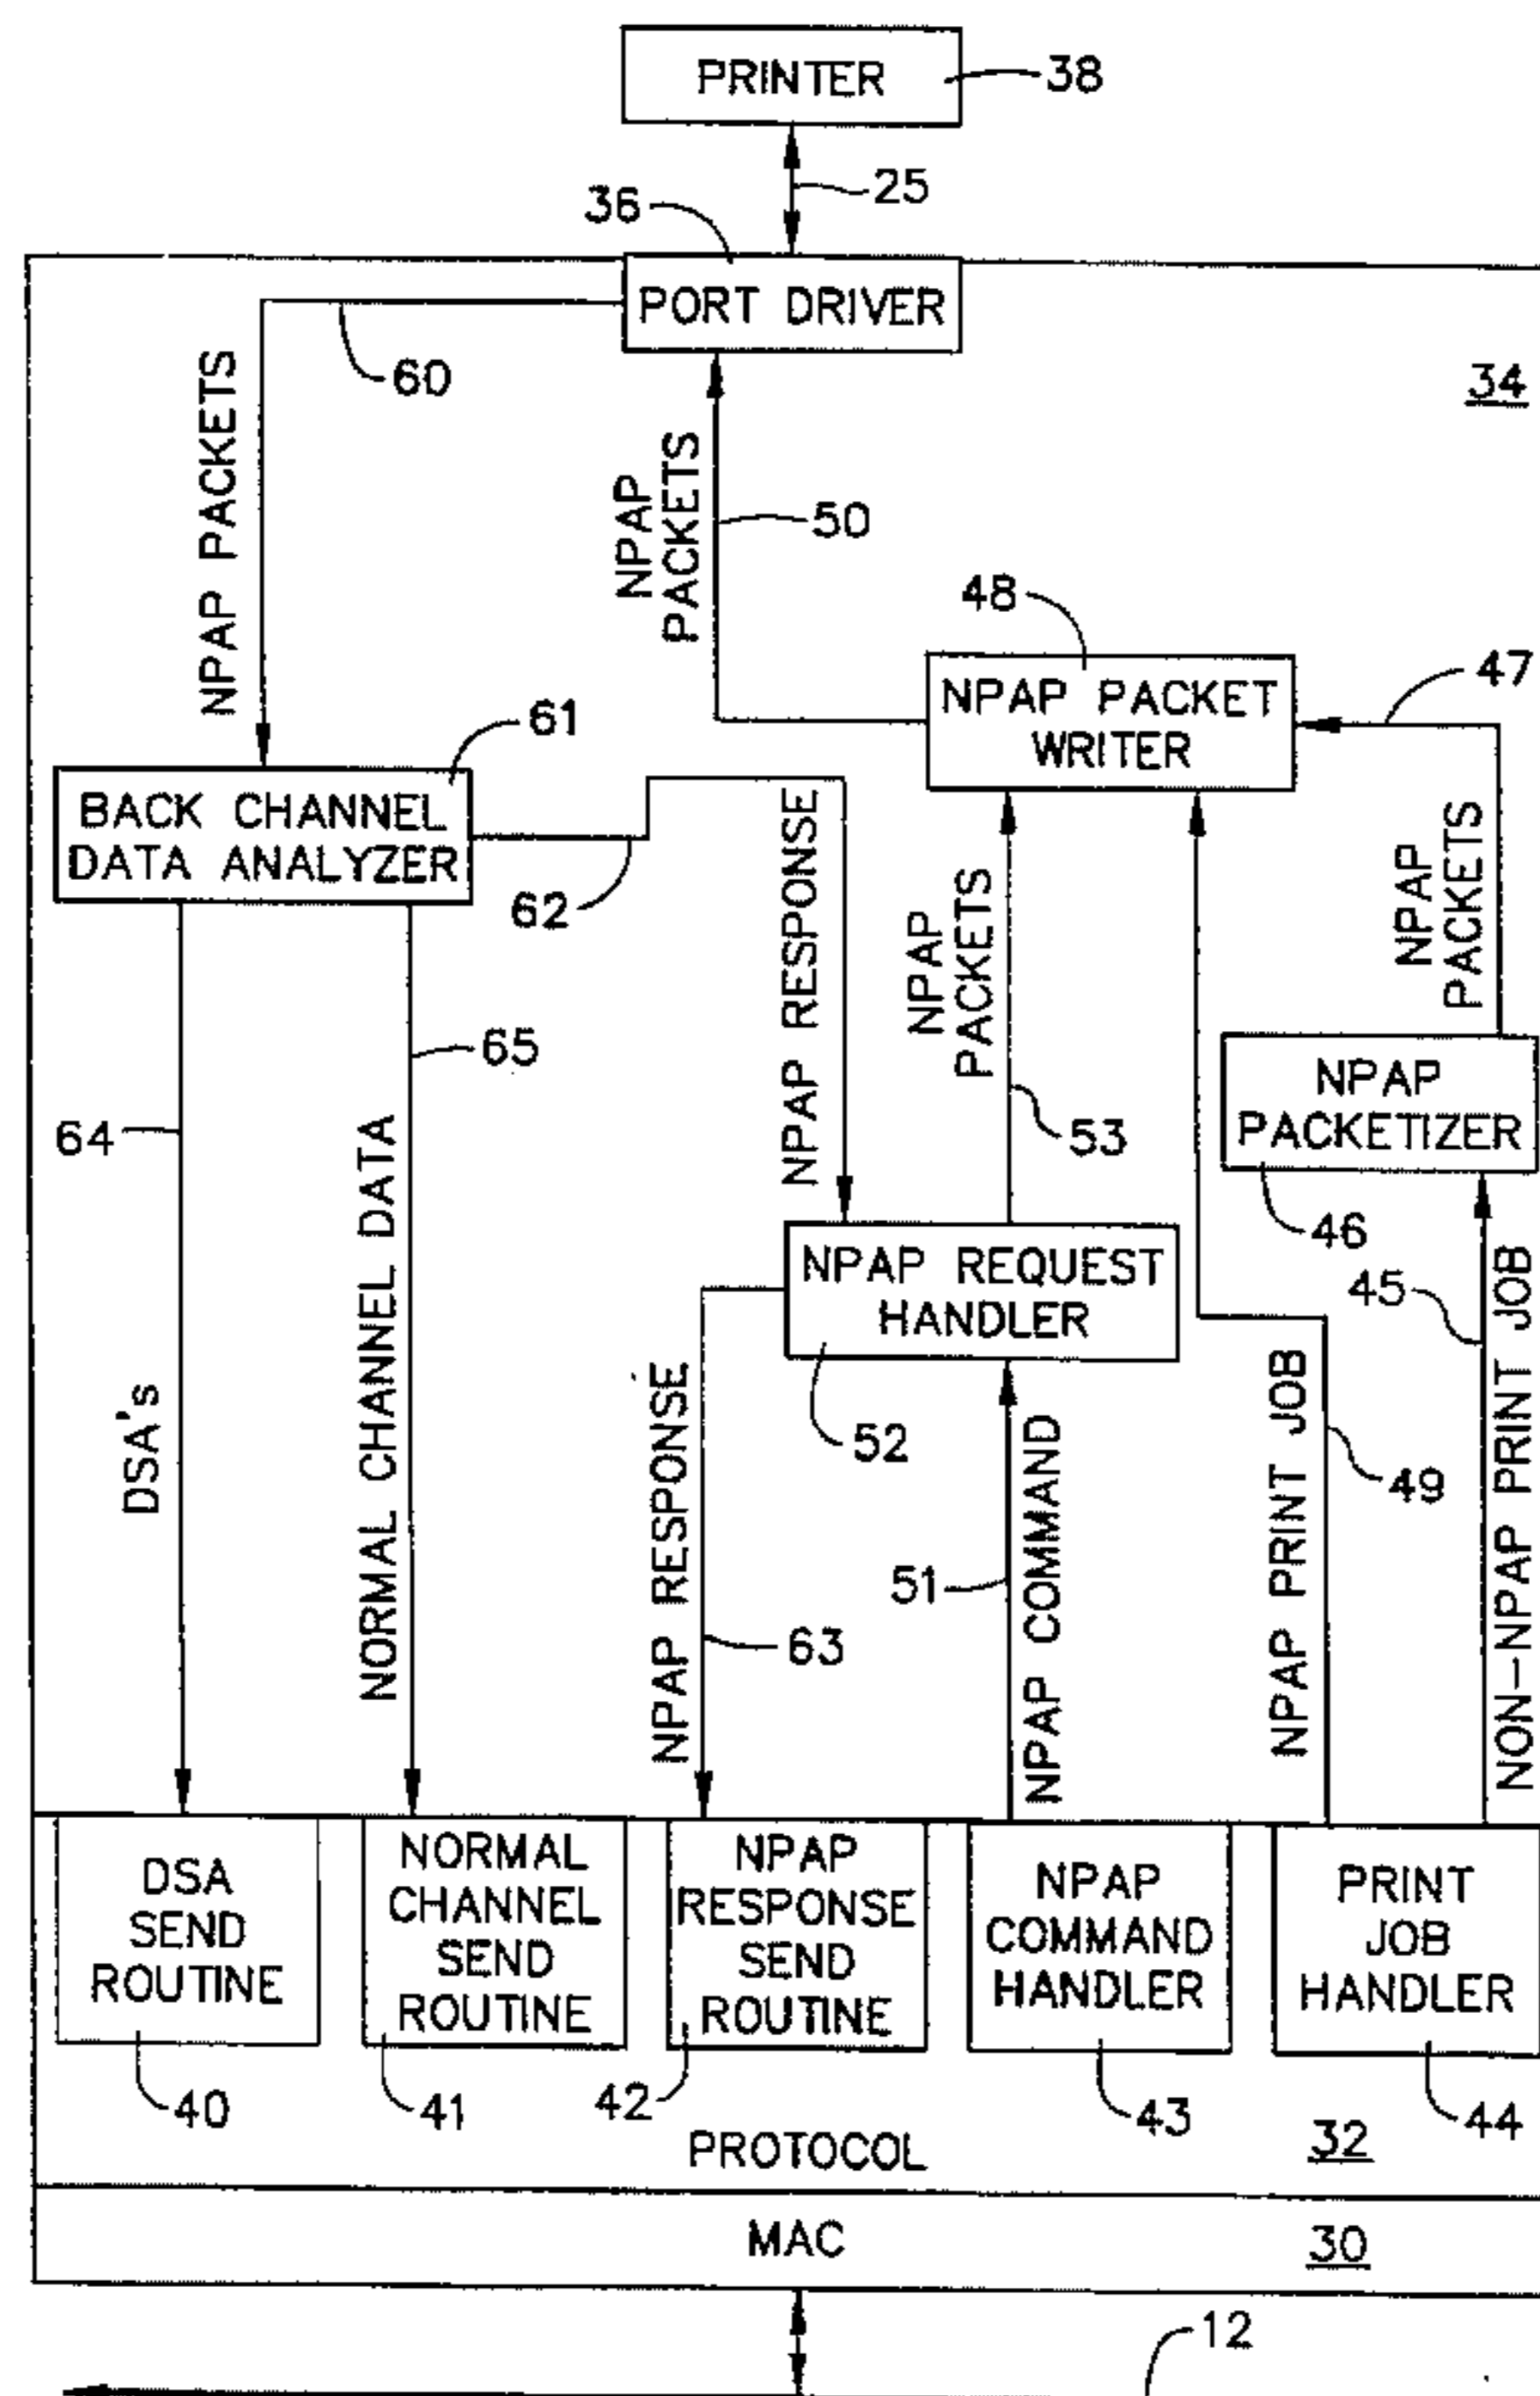 PRINTER
38
25
36
PORT DRIVER
60
34
NPAP PACKETS
NPAP
PACKETS
50
48
47
NPAP PACKET
WRITER
61
BACK CHANNEL
DATA ANALYZER
62
NPAP RESPONSE
NPAP
PACKETS
NPAP
PACKETS
65
64
53
NPAP
PACKETIZER
46
NPAP REQUEST
HANDLER
45
52
DSA's
NORMAL CHANNEL DATA
NPAP RESPONSE
63
51
NPAP COMMAND
NPAP PRINT JOB
49
NON-NPAP PRINT JOB
DSA
SEND
ROUTINE
NORMAL
CHANNEL
SEND
ROUTINE
NPAP
RESPONSE
SEND
ROUTINE
NPAP
COMMAND
HANDLER
PRINT
JOB
HANDLER
40
41
42
43
44
PROTOCOL
32
MAC
30
12